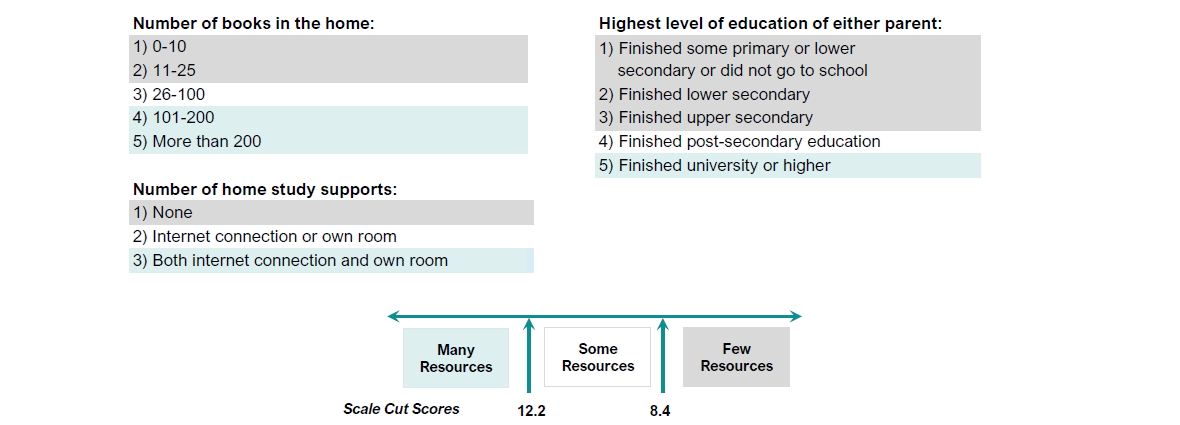 Number of books in the home:
1) 0-10
2) 11-25
3) 26-100
4) 101-200
5) More than 200
Number of home study supports:
1) None
2) Internet connection or own room
3) Both internet connection and own room
Highest level of education of either parent:
1) Finished some primary or lower
secondary or did not go to school
2) Finished lower secondary
3) Finished upper secondary
4) Finished post-secondary education
5) Finished university or higher
Many
Resources
Some
Resources
Few
Resources
Scale Cut Scores
12.2
8.4